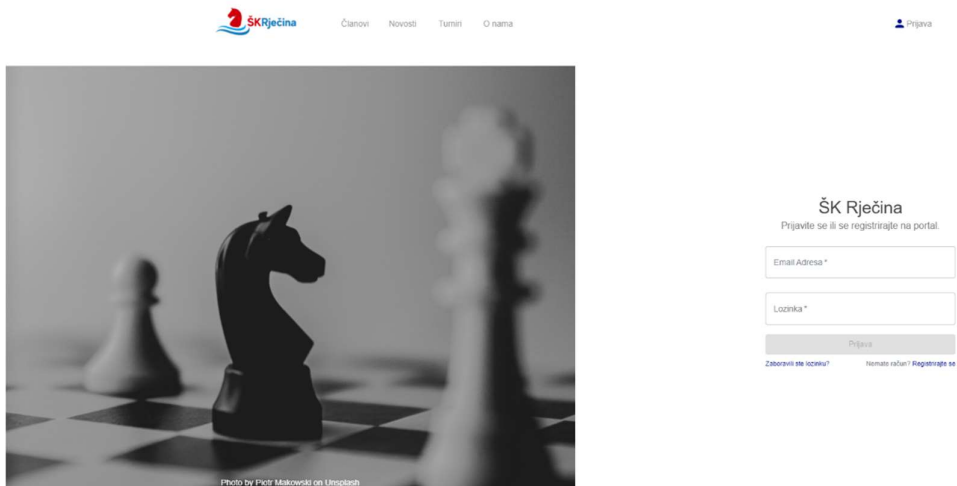 ŠKRječina
Članovi Novosti Turniri O nama
Prijava
ŠK Rječina
Prijavite se ili se registrirajte na portal.
Email Adresa *
Lozinka *
Prijava
Zaboravili ste lozinku? Nemate račun? Registrirajte se
Photo by Piotr Makowski on Unsplash